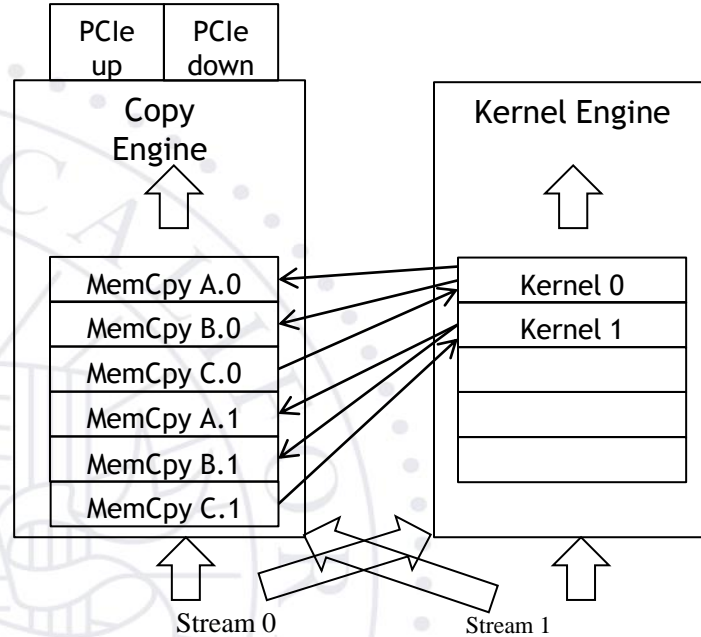 PCIe
up
PCIe
down
Copy
Engine
Kernel Engine
MemCpy A.0
MemCpy B.0
MemCpy C.0
MemCpy A.1
MemCpy B.1
MemCpy C.1
Kernel 0
Kernel 1
Stream 0
Stream 1
CALIFOR